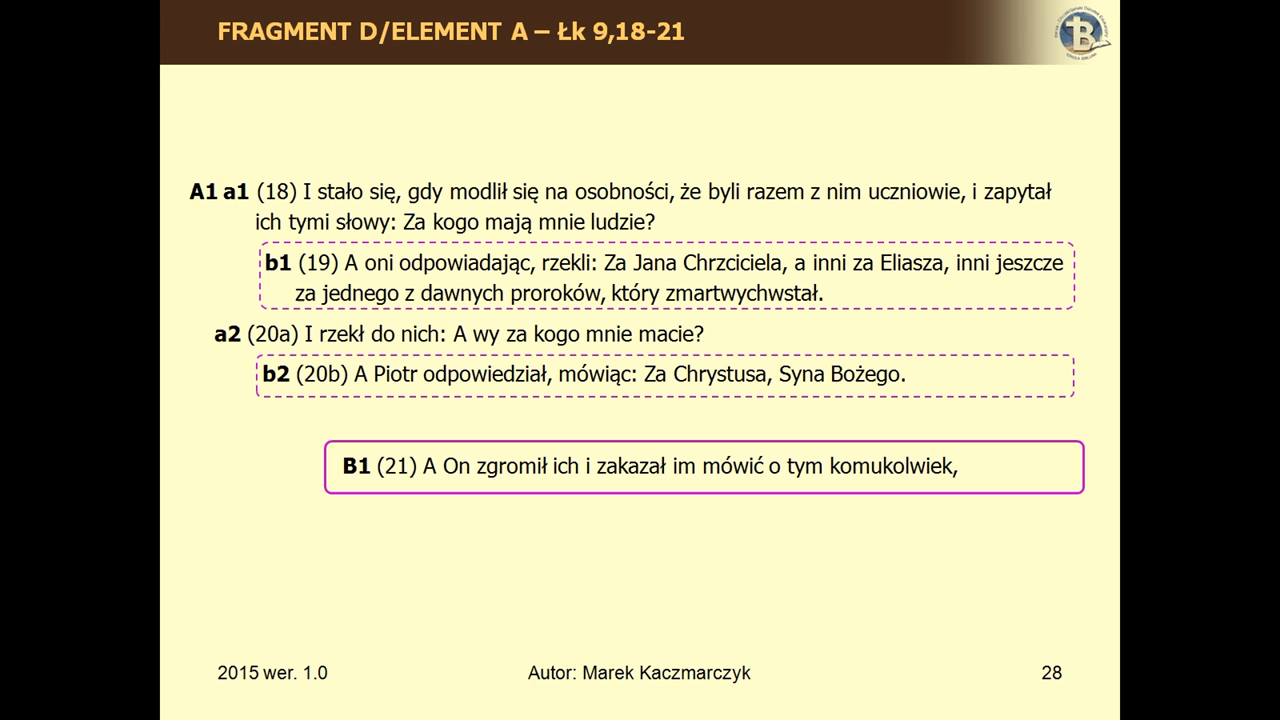 FRAGMENT D/ELEMENT A – Łk 9,18-21
A1 a1 (18) I stało się, gdy modlił się na osobności, że byli razem z nim uczniowie, i zapytał
ich tymi słowy: Za kogo mają mnie ludzie?
b1 (19) A oni odpowiadając, rzekli: Za Jana Chrzciciela, a inni za Eliasza, inni jeszcze
za jednego z dawnych proroków, który zmartwychwstał.
a2 (20a) I rzekł do nich: A wy za kogo mnie macie?
b2 (20b) A Piotr odpowiedział, mówiąc: Za Chrystusa, Syna Bożego.
B1 (21) A On zgromił ich i zakazał im mówić o tym komukolwiek,
2015 wer. 1.0 Autor: Marek Kaczmarczyk 28